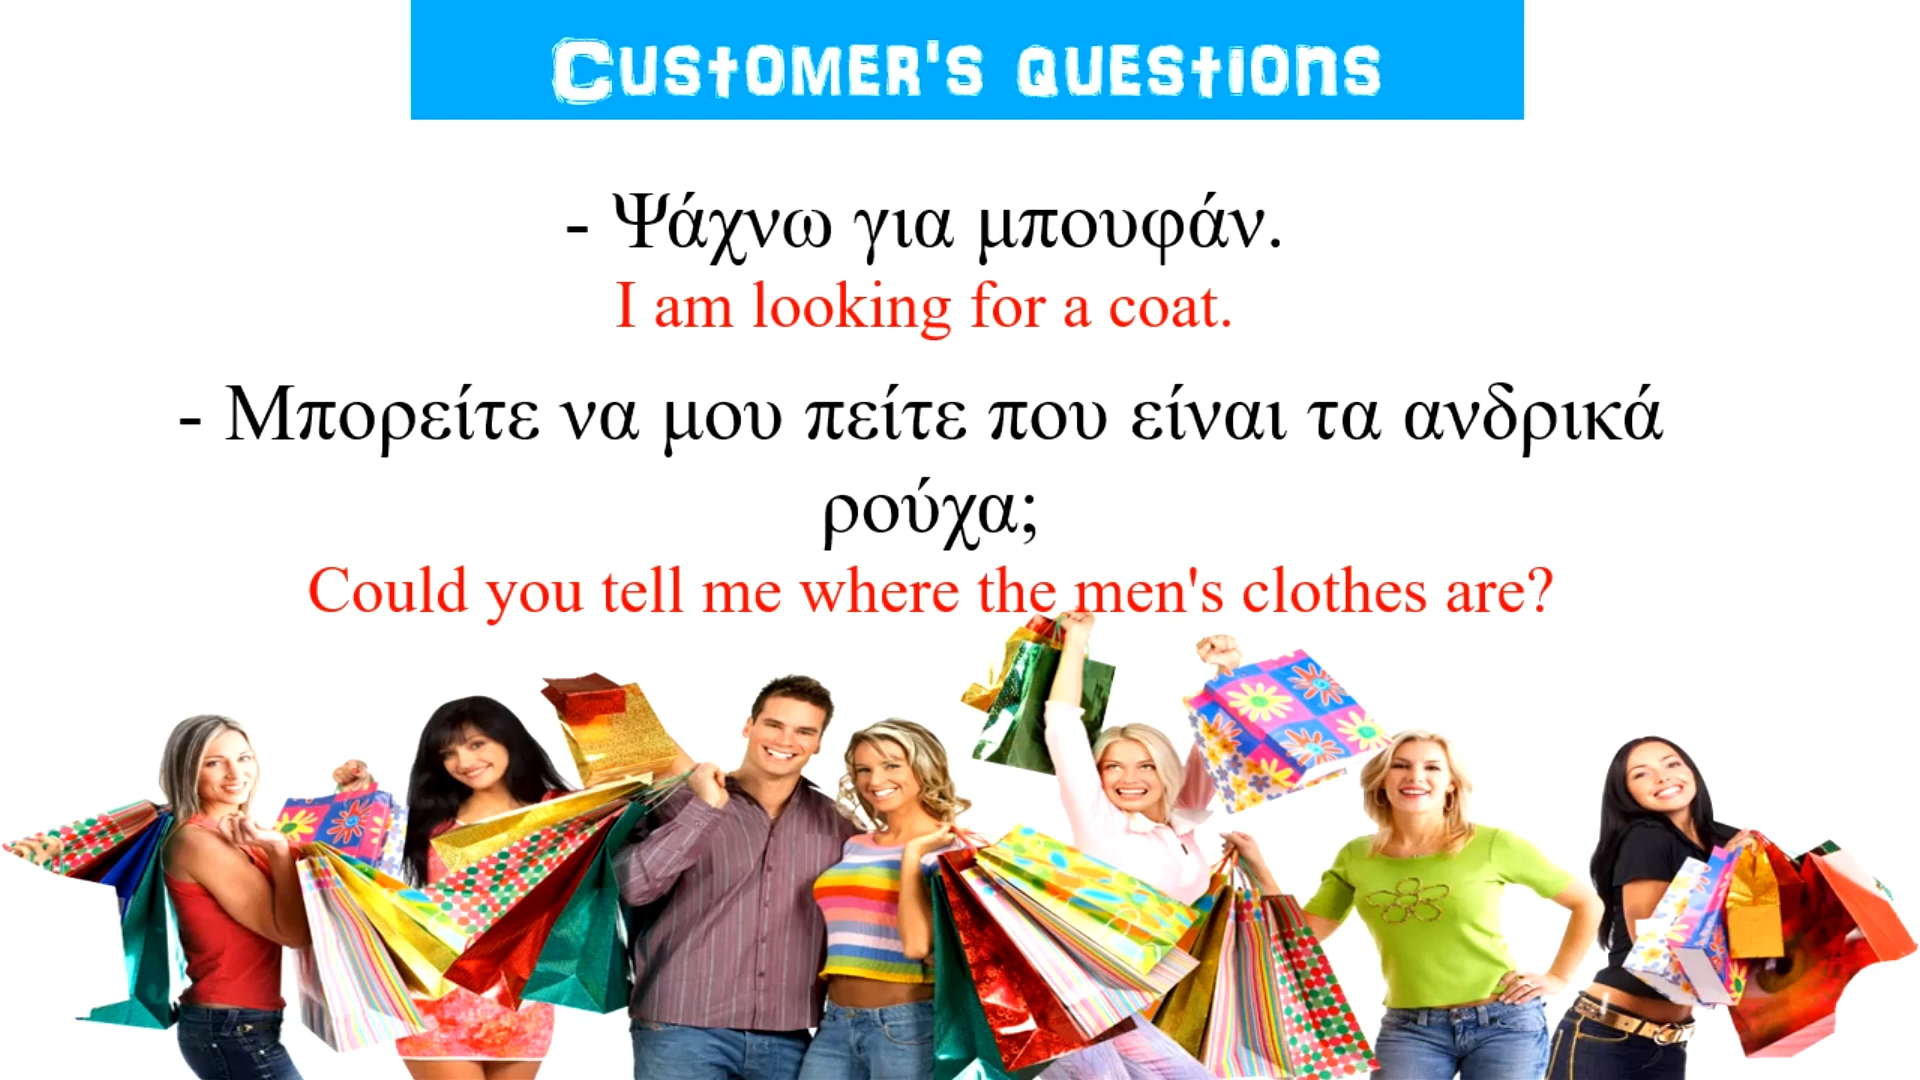 Customer's questions
- Ψάχνω για μπουφάν.
I am looking for a coat.
- Μπορείτε να μου πείτε που είναι τα ανδρικά
ρούχα;
Could you tell me where the men's clothes are?